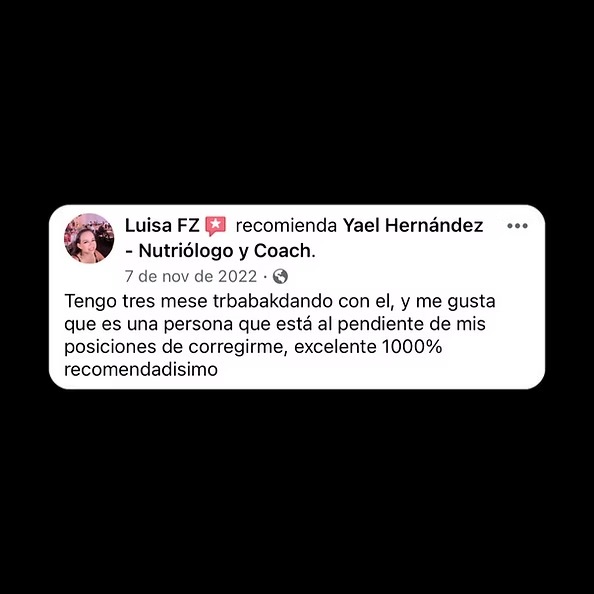 Luisa FZ recomienda Yael Hernández
- Nutriólogo y Coach.
7 de nov de 2022 ·
Tengo tres mese trbabakdando con el, y me gusta
que es una persona que está al pendiente de mis
posiciones de corregirme, excelente 1000%
recomendadisimo